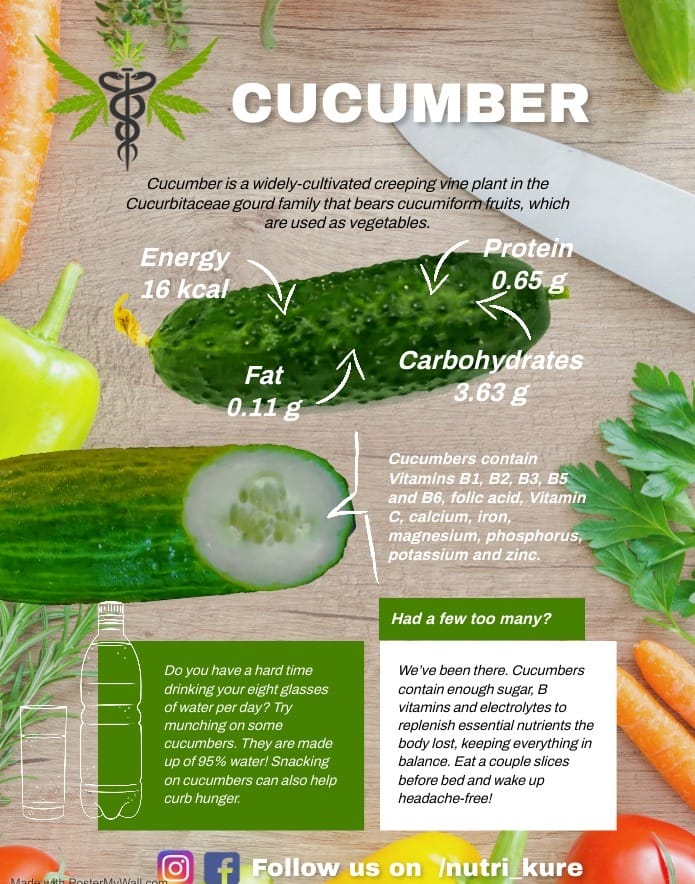 CUCUMBER
Cucumber is a widely-cultivated creeping vine plant in the
Cucurbitaceae gourd family that bears cucumiform fruits, which
are used as vegetables.
Energy
16 kcal
Protein
0.65 g
Fat
0.11 g
Carbohydrates
3.63 g
Cucumbers contain
Vitamins B1, B2, B3, B5
and B6, folic acid, Vitamin
C, calcium, iron,
magnesium, phosphorus,
potassium and zinc.
Had a few too many?
Do you have a hard time
drinking your eight glasses
of water per day? Try
munching on some
cucumbers. They are made
up of 95% water! Snacking
on cucumbers can also help
curb hunger.
We've been there. Cucumbers
contain enough sugar, B
vitamins and electrolytes to
replenish essential nutrients the
body lost, keeping everything in
balance. Eat a couple slices
before bed and wake up
headache-free!
Follow us on /nutri_kure
Made with PosterMyWall.com